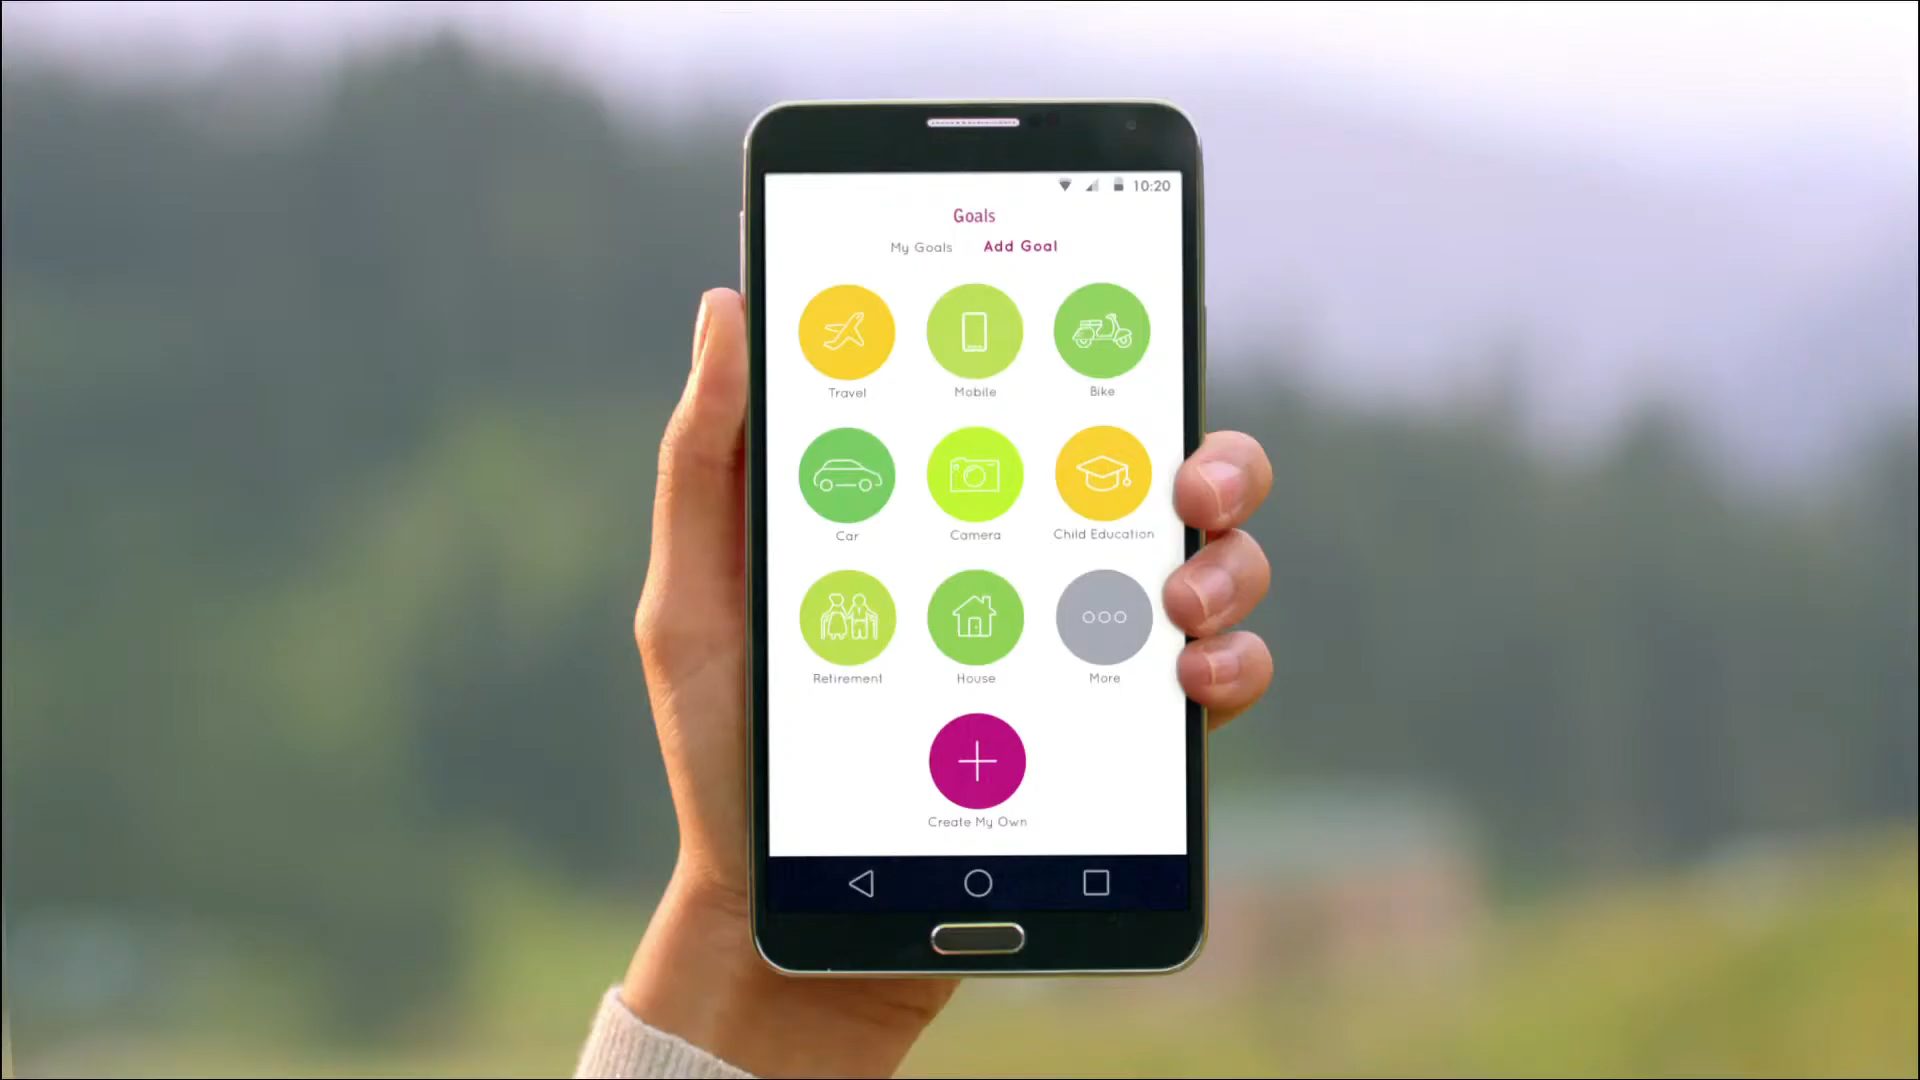 10:20
Goals
My Goals Add Goal
Travel Mobile Bike
Car Camera Child Education
Retirement House More
Create My Own